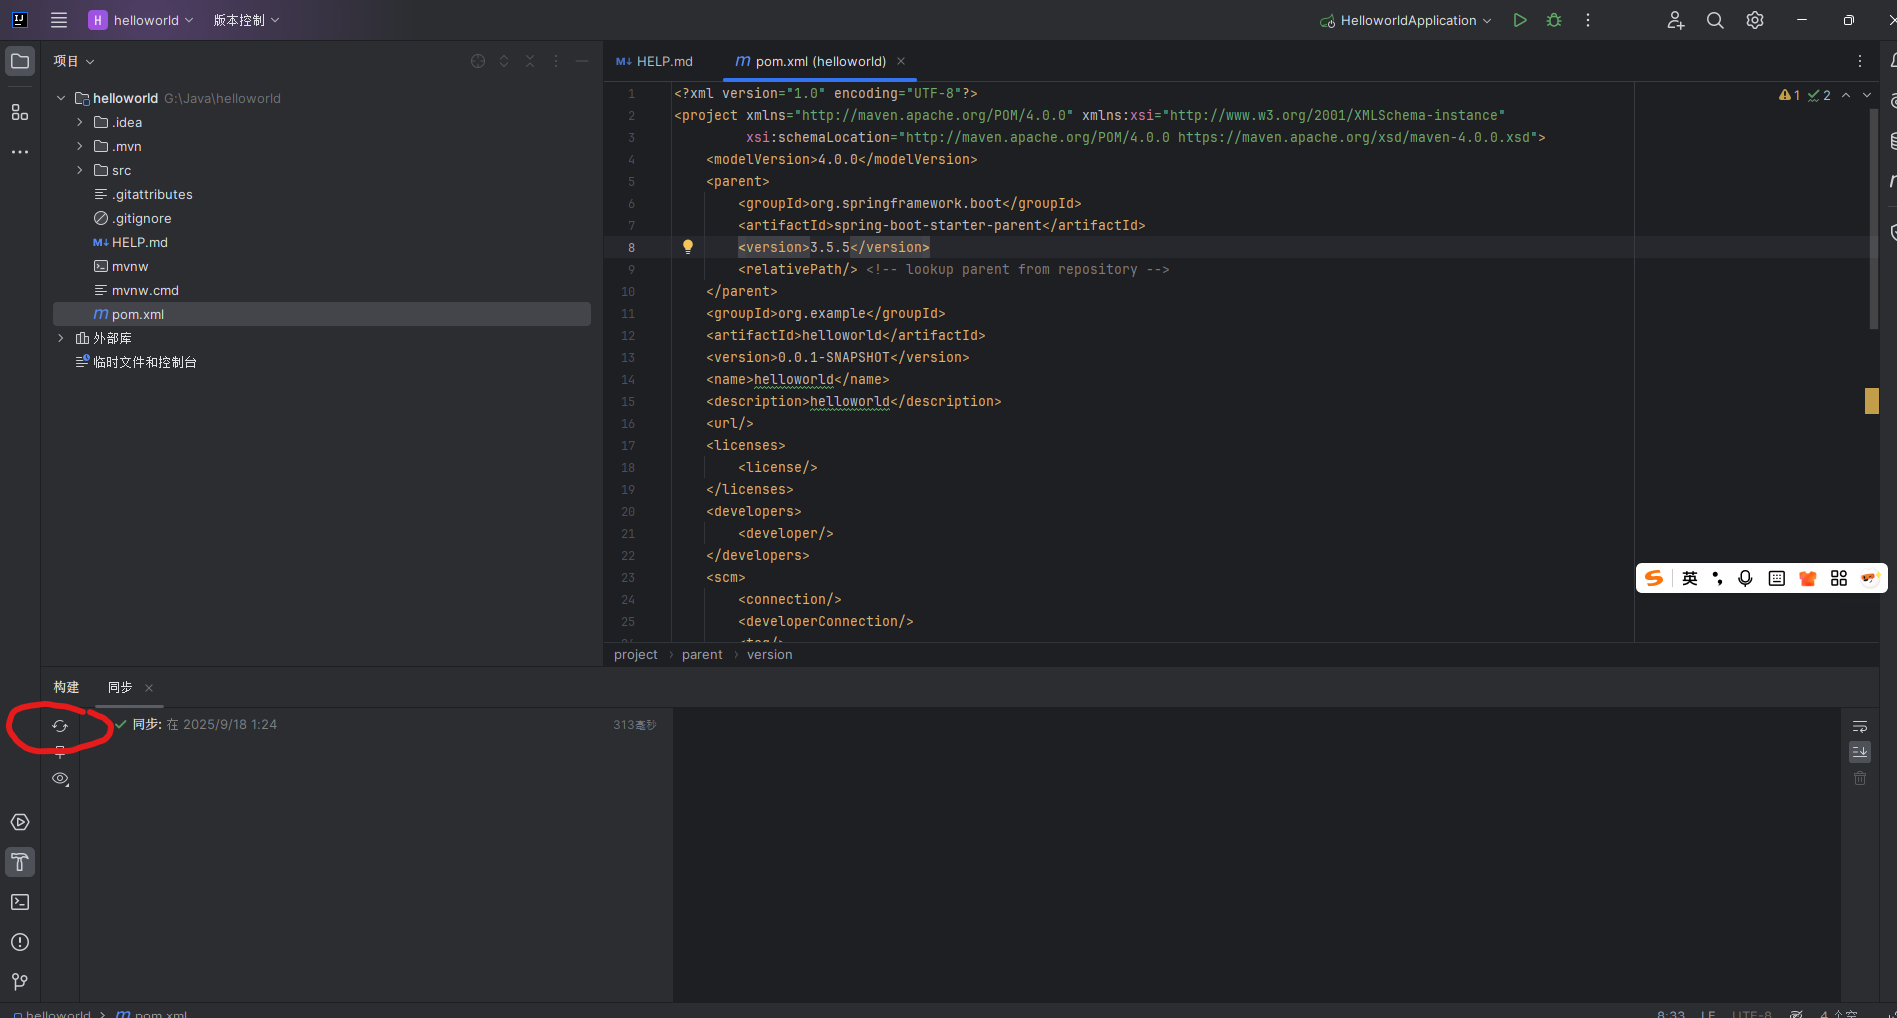 H helloworld 版本控制 HelloworldApplication
项目
helloworld G:\Java\helloworld
.idea
.mvn
src
.gitattributes
.gitignore
M↓ HELP.md
mvnw
mvnw.cmd
m pom.xml
外部库
临时文件和控制台
M↓ HELP.md m pom.xml (helloworld)
1 2
1 <?xml version="1.0" encoding="UTF-8"?>
2 <project xmlns="http://maven.apache.org/POM/4.0.0" xmlns:xsi="http://www.w3.org/2001/XMLSchema-instance"
3 xsi:schemaLocation="http://maven.apache.org/POM/4.0.0 https://maven.apache.org/xsd/maven-4.0.0.xsd">
4 <modelVersion>4.0.0</modelVersion>
5 <parent>
6 <groupId>org.springframework.boot</groupId>
7 <artifactId>spring-boot-starter-parent</artifactId>
8 <version>3.5.5</version>
9 <relativePath/> <!-- lookup parent from repository -->
10 </parent>
11 <groupId>org.example</groupId>
12 <artifactId>helloworld</artifactId>
13 <version>0.0.1-SNAPSHOT</version>
14 <name>helloworld</name>
15 <description>helloworld</description>
16 <url/>
17 <licenses>
18 <license/>
19 </licenses>
20 <developers>
21 <developer/>
22 </developers>
23 <scm>
24 <connection/>
25 <developerConnection/>
26 <tag/>
英
project › parent › version
构建 同步
同步: 在 2025/9/18 1:24 313毫秒
helloworld › m pom.xml 8:33 LF UTF-8 4 个空